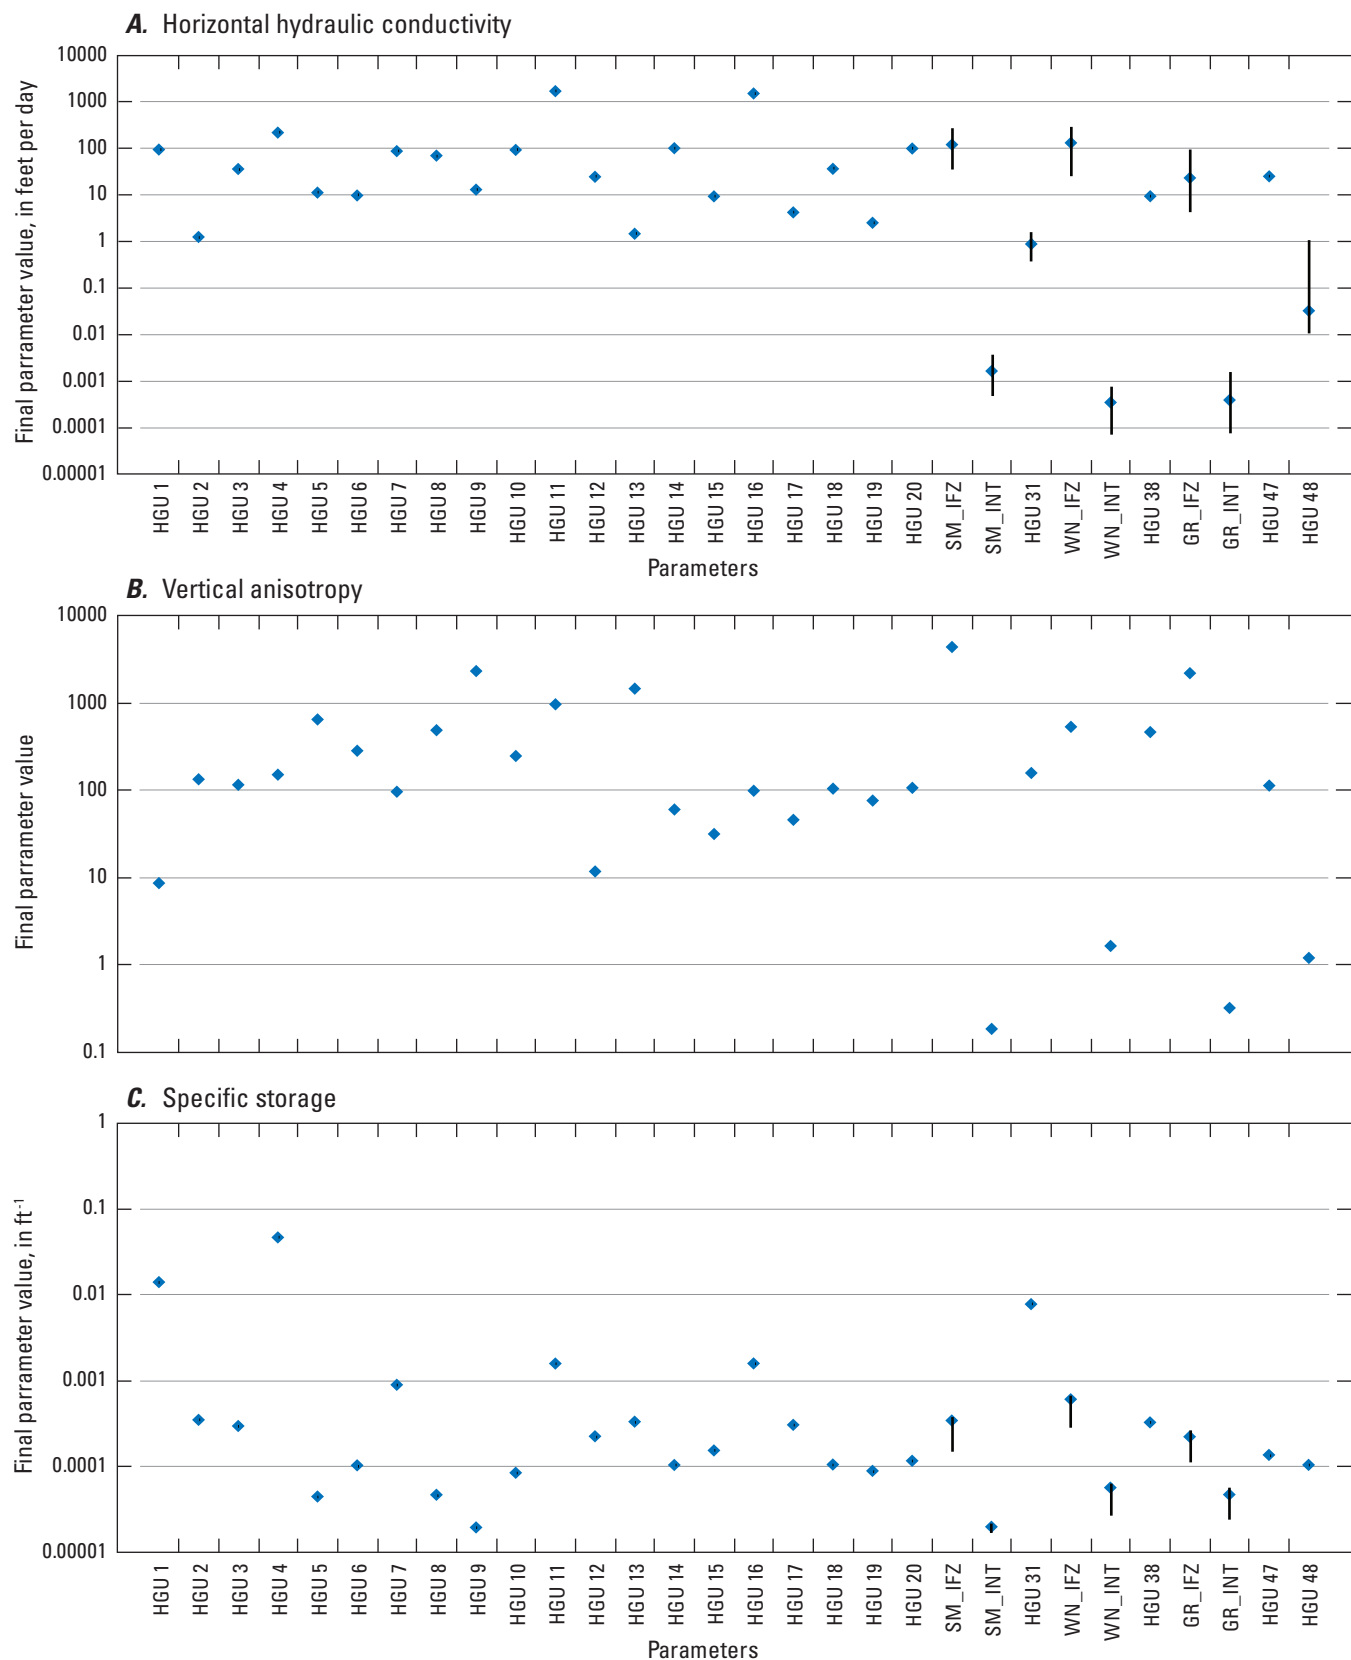 A. Horizontal hydraulic conductivity
Final parrameter value, in feet per day
10000
1000
100
10
1
0.1
0.01
0.001
0.0001
0.00001
HGU 1
HGU 2
HGU 3
HGU 4
HGU 5
HGU 6
HGU 7
HGU 8
HGU 9
HGU 10
HGU 11
HGU 12
HGU 13
HGU 14
HGU 15
HGU 16
HGU 17
HGU 18
HGU 19
HGU 20
SM_IFZ
SM_INT
HGU 31
WN_IFZ
WN_INT
HGU 38
GR_IFZ
GR_INT
HGU 47
HGU 48
Parameters
B. Vertical anisotropy
Final parrameter value
10000
1000
100
10
1
0.1
C. Specific storage
Final parrameter value, in ft⁻¹
1
0.1
0.01
0.001
0.0001
0.00001
HGU 1
HGU 2
HGU 3
HGU 4
HGU 5
HGU 6
HGU 7
HGU 8
HGU 9
HGU 10
HGU 11
HGU 12
HGU 13
HGU 14
HGU 15
HGU 16
HGU 17
HGU 18
HGU 19
HGU 20
SM_IFZ
SM_INT
HGU 31
WN_IFZ
WN_INT
HGU 38
GR_IFZ
GR_INT
HGU 47
HGU 48
Parameters